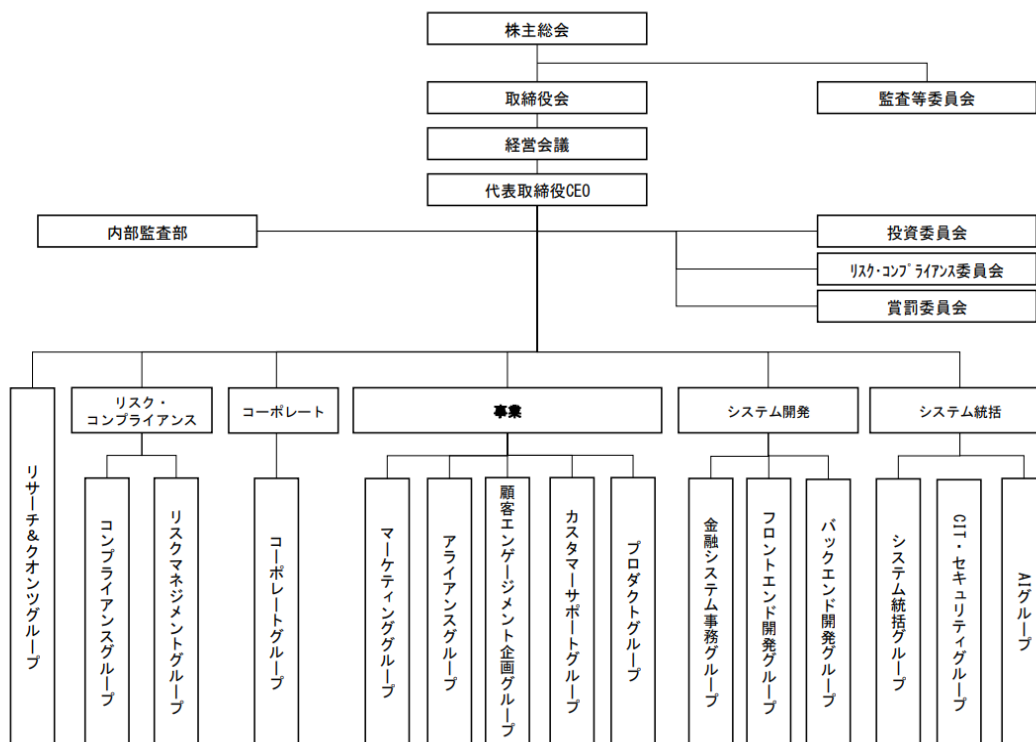 株主総会
取締役会
監査等委員会
経営会議
代表取締役CEO
内部監査部
投資委員会
リスク・コンプライアンス委員会
賞罰委員会
リスク・
コンプライアンス
コーポレート
事業
システム開発
システム統括
リサーチ&クオンツグループ
コンプライアンスグループ
リスクマネジメントグループ
コーポレートグループ
マーケティンググループ
アライアンスグループ
顧客エンゲージメント企画グループ
カスタマーサポートグループ
プロダクトグループ
金融システム事務グループ
フロントエンド開発グループ
バックエンド開発グループ
システム統括グループ
CIT・セキュリティグループ
AIグループ